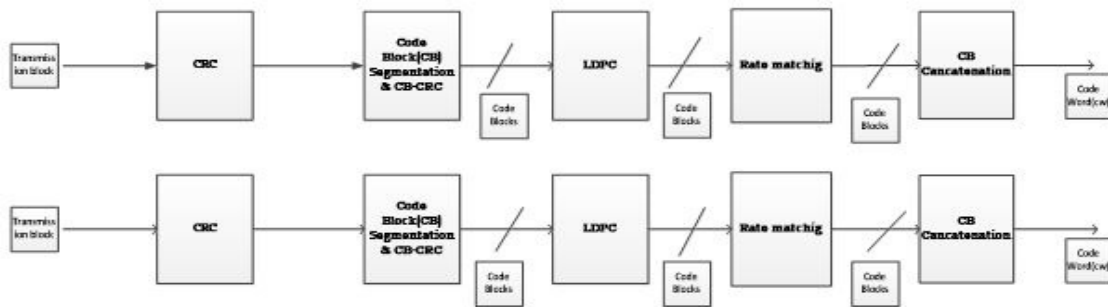 Transmiss
ion block
CRC
Code
Block(CB)
Segmentation
& CB-CRC
Code
Blocks
LDPC
Code
Blocks
Rate matchig
Code
Blocks
CB
Cancatenation
Code
Word(cw)
Transmiss
ion block
CRC
Code
Block(CB)
Segmentation
& CB-CRC
Code
Blocks
LDPC
Code
Blocks
Rate matchig
Code
Blocks
CB
Cancatenation
Code
Word(cw)